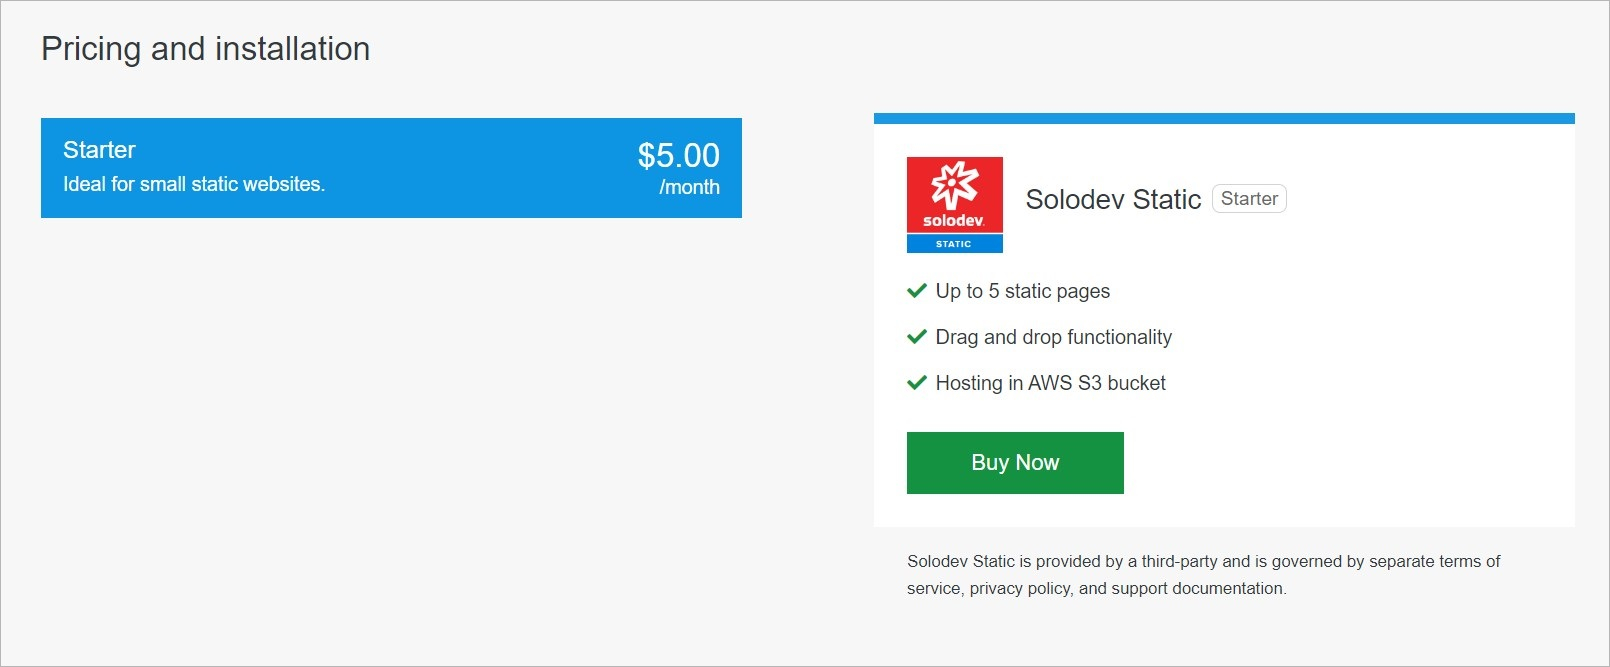 Pricing and installation
Starter
Ideal for small static websites.
$5.00
/month
solodev.
STATIC
Solodev Static Starter
Up to 5 static pages
Drag and drop functionality
Hosting in AWS S3 bucket
Buy Now
Solodev Static is provided by a third-party and is governed by separate terms of
service, privacy policy, and support documentation.